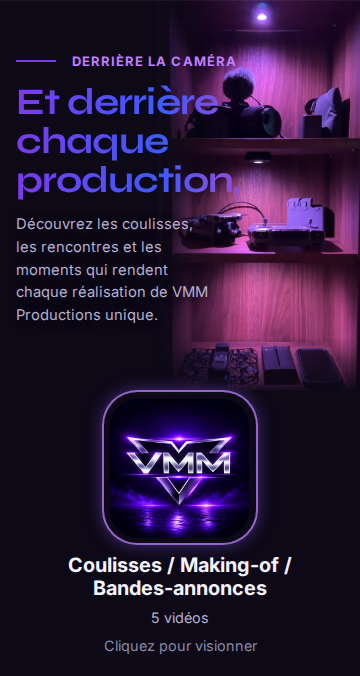 DERRIÈRE LA CAMÉRA
Et derrière
chaque
production.
Découvrez les coulisses,
les rencontres et les
moments qui rendent
chaque réalisation de VMM
Productions unique.
VMM
Coulisses / Making-of /
Bandes-annonces
5 vidéos
Cliquez pour visionner